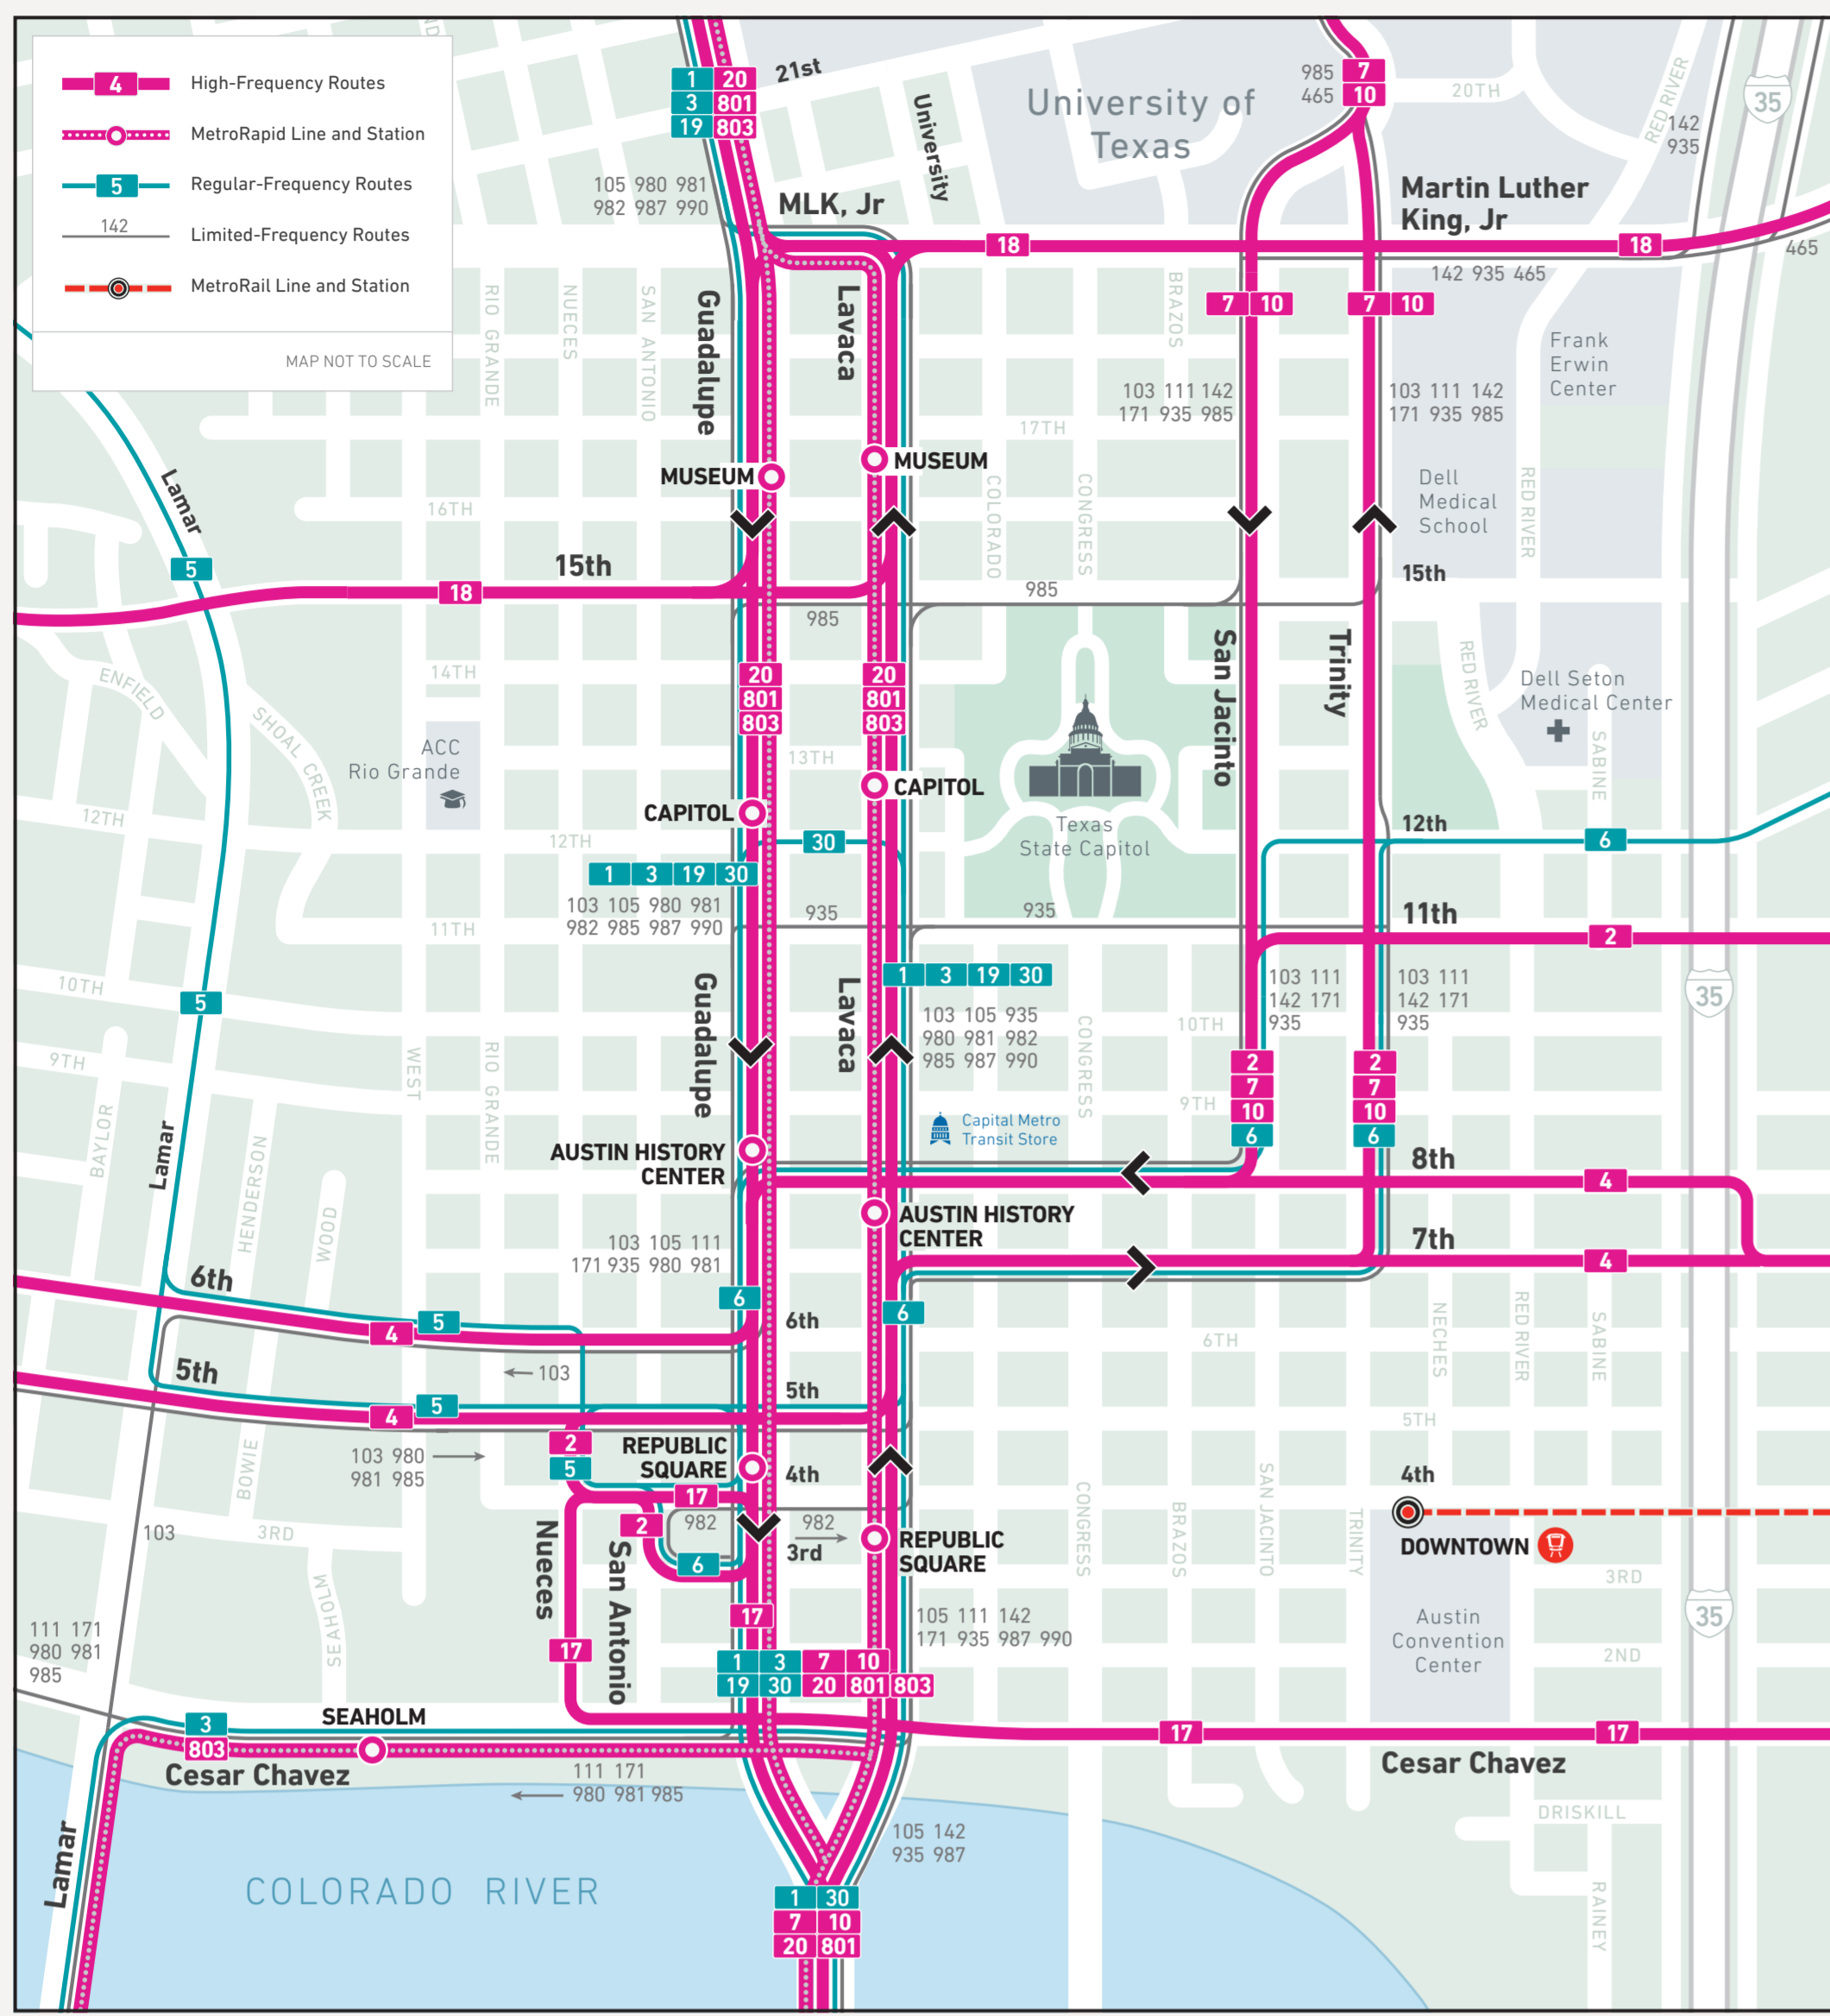 4 High-Frequency Routes
MetroRapid Line and Station
5 Regular-Frequency Routes
142 Limited-Frequency Routes
MetroRail Line and Station
MAP NOT TO SCALE
1 20
3 801
19 803
21st
University
University of
Texas
985
465
7
10
20TH
RED RIVER
142
935
35
105 980 981
982 987 990
MLK, Jr
Martin Luther
King, Jr
18
18
465
142 935 465
RIO GRANDE
NUECES
SAN ANTONIO
Guadalupe
Lavaca
BRAZOS
7 10
7 10
Frank
Erwin
Center
103 111 142
171 935 985
103 111 142
171 935 985
17TH
MUSEUM
MUSEUM
Lamar
16TH
COLORADO
CONGRESS
Dell
Medical
School
RED RIVER
5
15th
18
985
985
15th
San Jacinto
Trinity
ENFIELD
SHOAL CREEK
14TH
20
801
803
20
801
803
RED RIVER
Dell Seton
Medical Center
SABINE
ACC
Rio Grande
13TH
CAPITOL
CAPITOL
Texas
State Capitol
12TH
12TH
30
12th
6
1 3 19 30
103 105 980 981
982 985 987 990
935
935
11TH
11th
2
10TH
5
Guadalupe
Lavaca
1 3 19 30
103 105 935
980 981 982
985 987 990
CONGRESS
10TH
103 111
142 171
935
103 111
142 171
935
35
9TH
WEST
RIO GRANDE
BAYLOR
Lamar
HENDERSON
WOOD
9TH
2
7
10
6
2
7
10
6
Capital Metro
Transit Store
AUSTIN HISTORY
CENTER
8th
4
AUSTIN HISTORY
CENTER
7th
4
103 105 111
171 935 980 981
6th
6
6
5
4
6th
6TH
NECHES
RED RIVER
SABINE
5th
103
5th
5
4
5TH
2
5
REPUBLIC
SQUARE
4th
4th
103 980
981 985
BOWIE
17
2
982
982
3rd
6
REPUBLIC
SQUARE
CONGRESS
BRAZOS
SAN JACINTO
TRINITY
DOWNTOWN
103
3RD
3RD
SEAHOLM
Nueces
San Antonio
17
17
105 111 142
171 935 987 990
Austin
Convention
Center
2ND
35
111 171
980 981
985
1 3 7 10
19 30 20 801 803
SEAHOLM
3
803
Cesar Chavez
17
17
Cesar Chavez
111 171
980 981 985
105 142
935 987
DRISKILL
Lamar
COLORADO RIVER
1 30
7 10
20 801
RAINEY